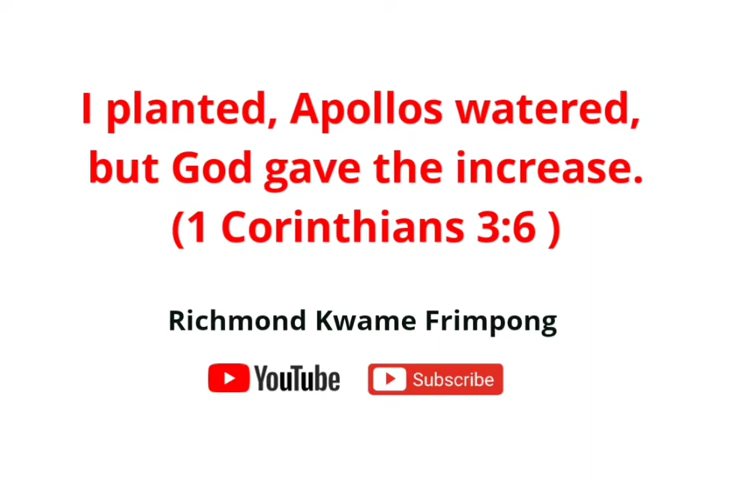 I planted, Apollos watered,
but God gave the increase.
(1 Corinthians 3:6 )
Richmond Kwame Frimpong
YouTube Subscribe